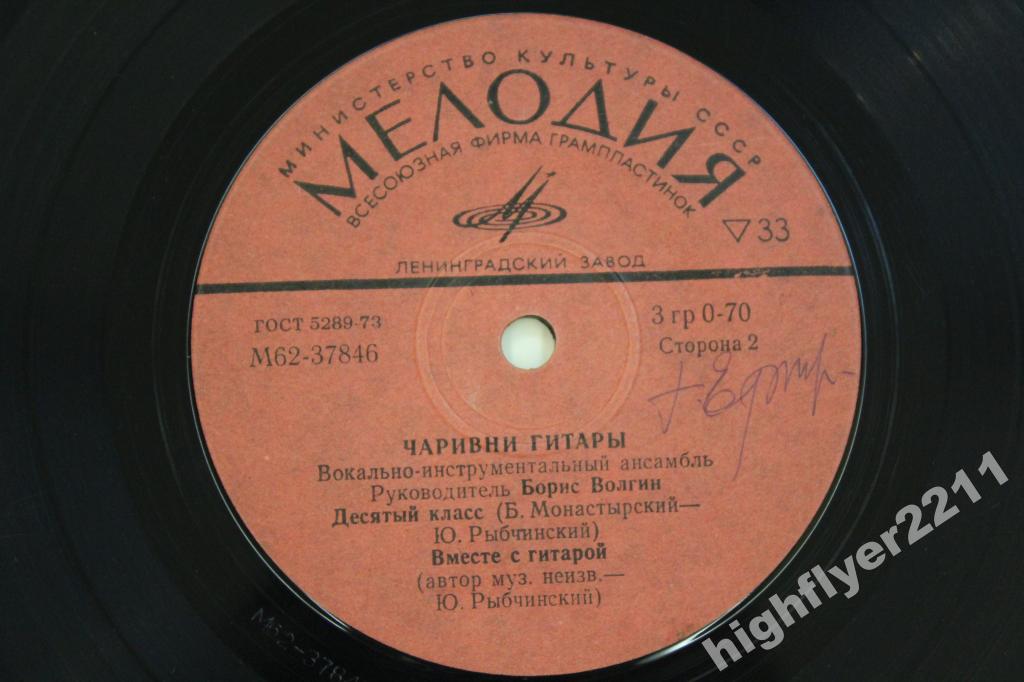 МИНИСТЕРСТВО КУЛЬТУРЫ СССР
МЕЛОДИЯ
ВСЕСОЮЗНАЯ ФИРМА ГРАМПЛАСТИНОК
33
ЛЕНИНГРАДСКИЙ ЗАВОД
ГОСТ 5289-73
М62-37846
3 гр 0-70
Сторона 2
ЧАРИВНИ ГИТАРЫ
Вокально-инструментальный ансамбль
Руководитель Борис Волгин
Десятый класс (Б. Монастырский—
Ю. Рыбчинский)
Вместе с гитарой
(автор муз. неизв.—
Ю. Рыбчинский)
highflyer2211